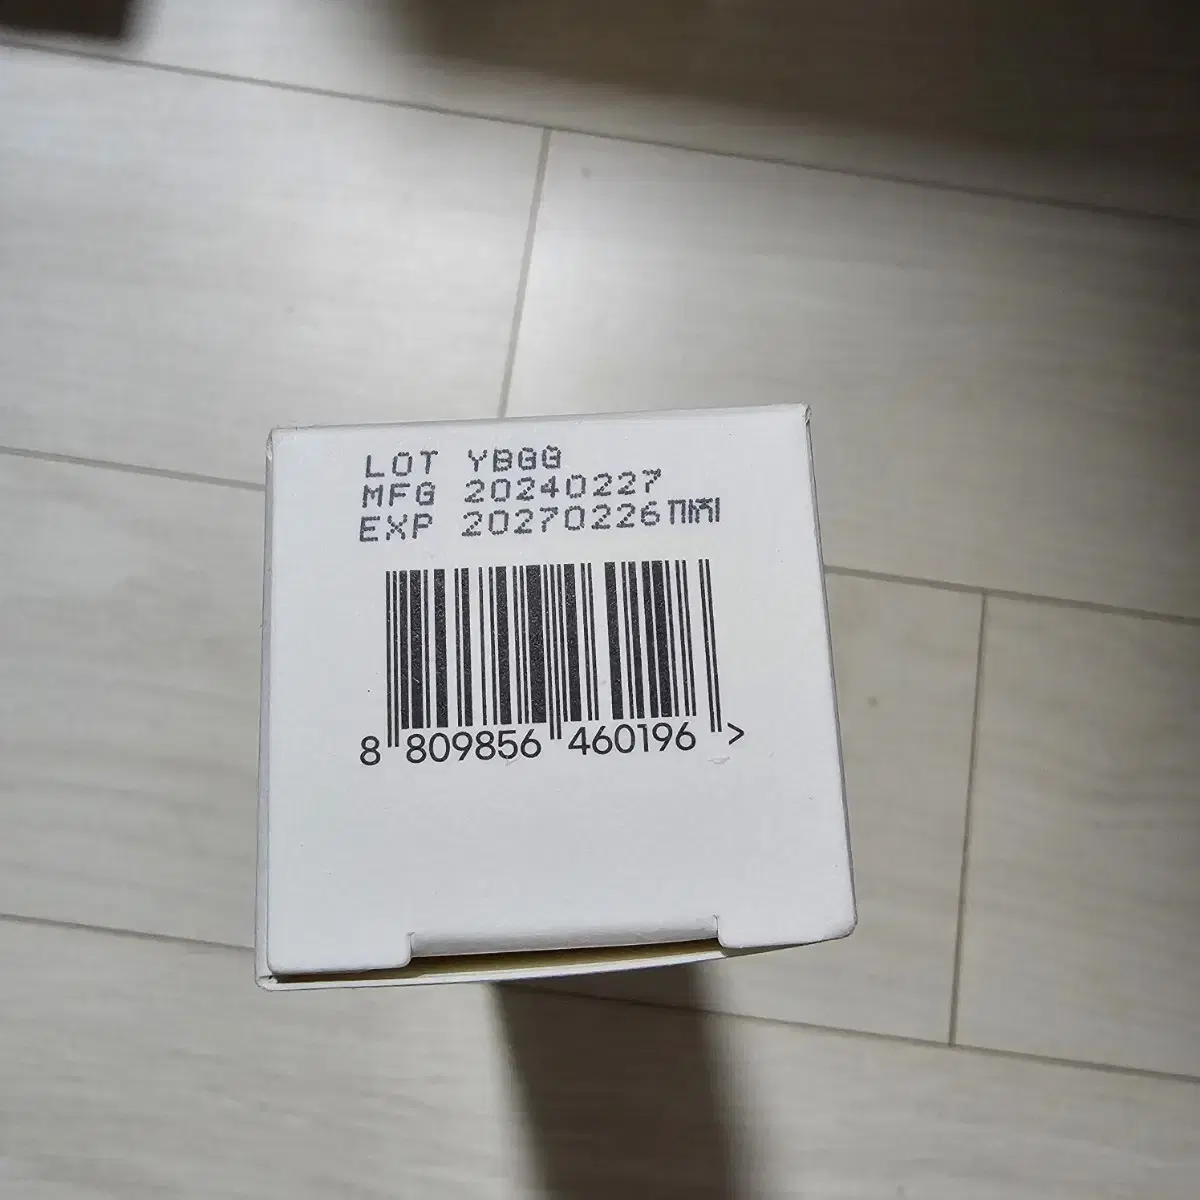 LOT YBGG
MFG 20240227
EXP 20270226까지
8 809856 460196 >